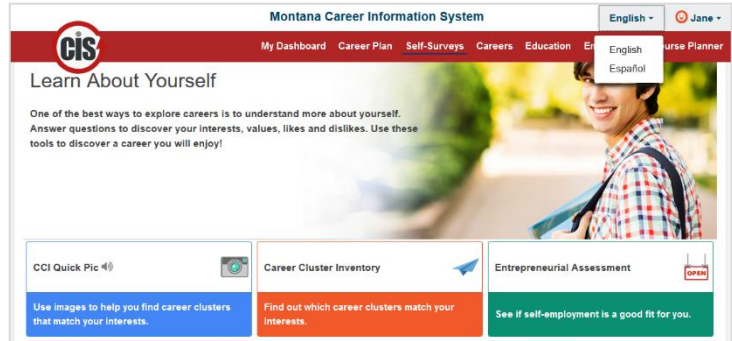 Montana Career Information System
English
Jane
CIS
My Dashboard Career Plan Self-Surveys Careers Education
English
Español
Planner
Learn About Yourself
One of the best ways to explore careers is to understand more about yourself.
Answer questions to discover your interests, values, likes and dislikes. Use these
tools to discover a career you will enjoy!
CCI Quick Pic
Career Cluster Inventory
Entrepreneurial Assessment
OPEN
Use images to help you find career clusters
that match your interests.
Find out which career clusters match your
interests.
See if self-employment is a good fit for you.